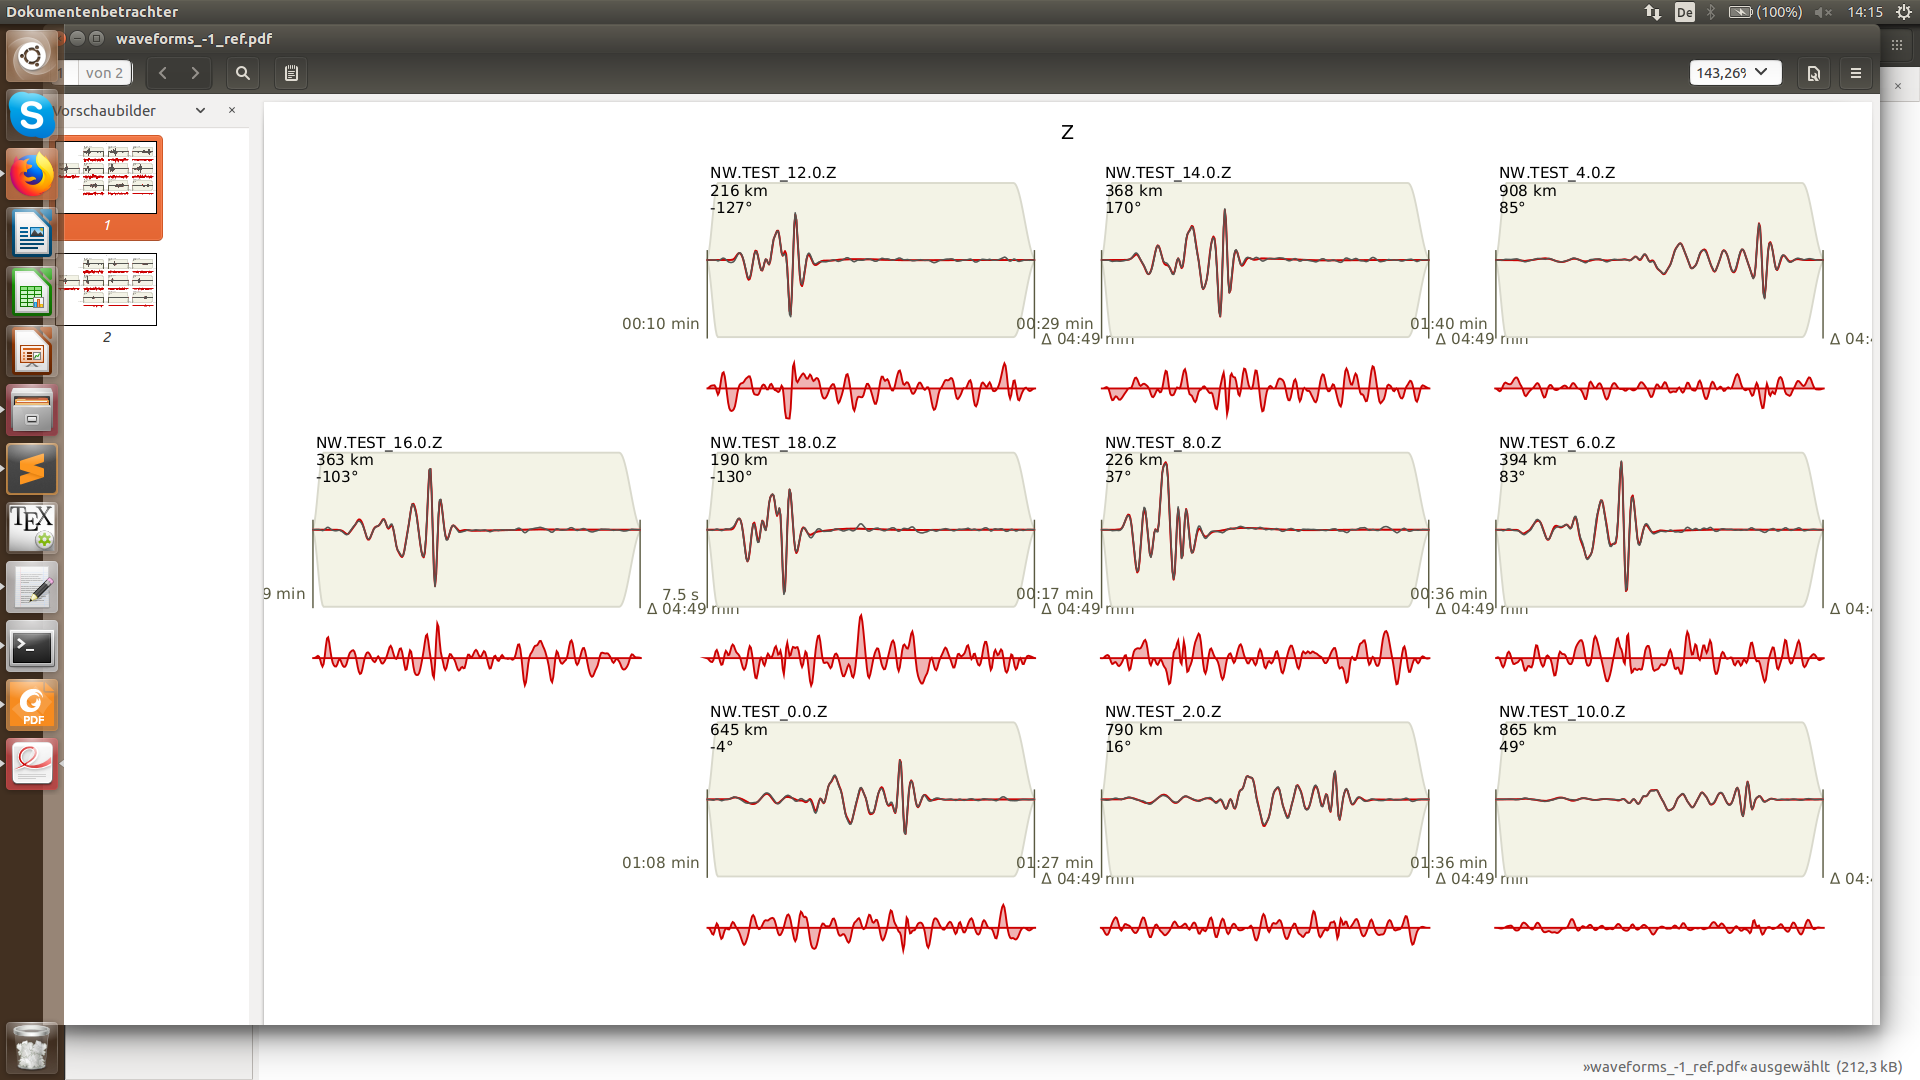 Dokumentenbetrachter
De
(100%)
14:15
waveforms_-1_ref.pdf
1
von 2
143,26%
Vorschaubilder
1
2
Z
NW.TEST_12.0.Z
216 km
-127°
00:10 min
Δ 04:49 min
NW.TEST_14.0.Z
368 km
170°
00:29 min
Δ 04:49 min
NW.TEST_4.0.Z
908 km
85°
01:40 min
Δ 04:4
NW.TEST_16.0.Z
363 km
-103°
9 min
Δ 04:49 min
NW.TEST_18.0.Z
190 km
-130°
7.5 s
Δ 04:49 min
NW.TEST_8.0.Z
226 km
37°
00:17 min
Δ 04:49 min
NW.TEST_6.0.Z
394 km
83°
00:36 min
Δ 04:4
NW.TEST_0.0.Z
645 km
-4°
01:08 min
Δ 04:49 min
NW.TEST_2.0.Z
790 km
16°
01:27 min
Δ 04:49 min
NW.TEST_10.0.Z
865 km
49°
01:36 min
Δ 04:4
TEX
PDF
»waveforms_-1_ref.pdf« ausgewählt (212,3 kB)